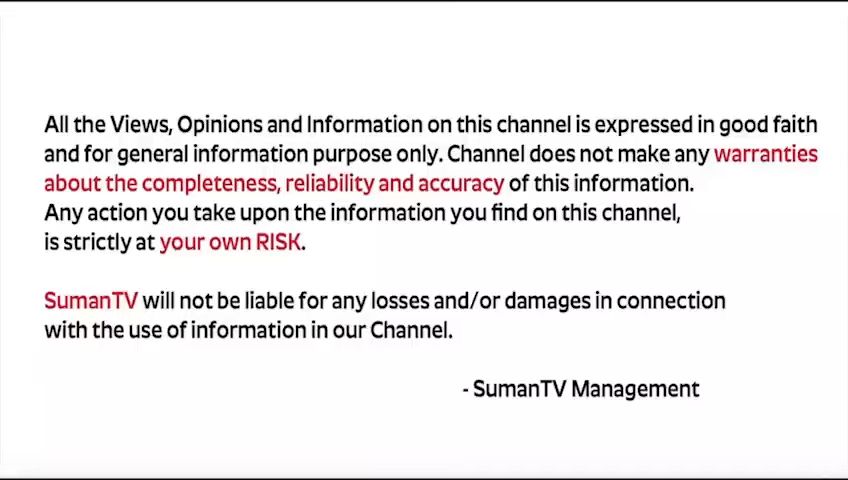 All the Views, Opinions and Information on this channel is expressed in good faith
and for general information purpose only. Channel does not make any warranties
about the completeness, reliability and accuracy of this information.
Any action you take upon the information you find on this channel,
is strictly at your own RISK.
SumanTV will not be liable for any losses and/or damages in connection
with the use of information in our Channel.
- SumanTV Management